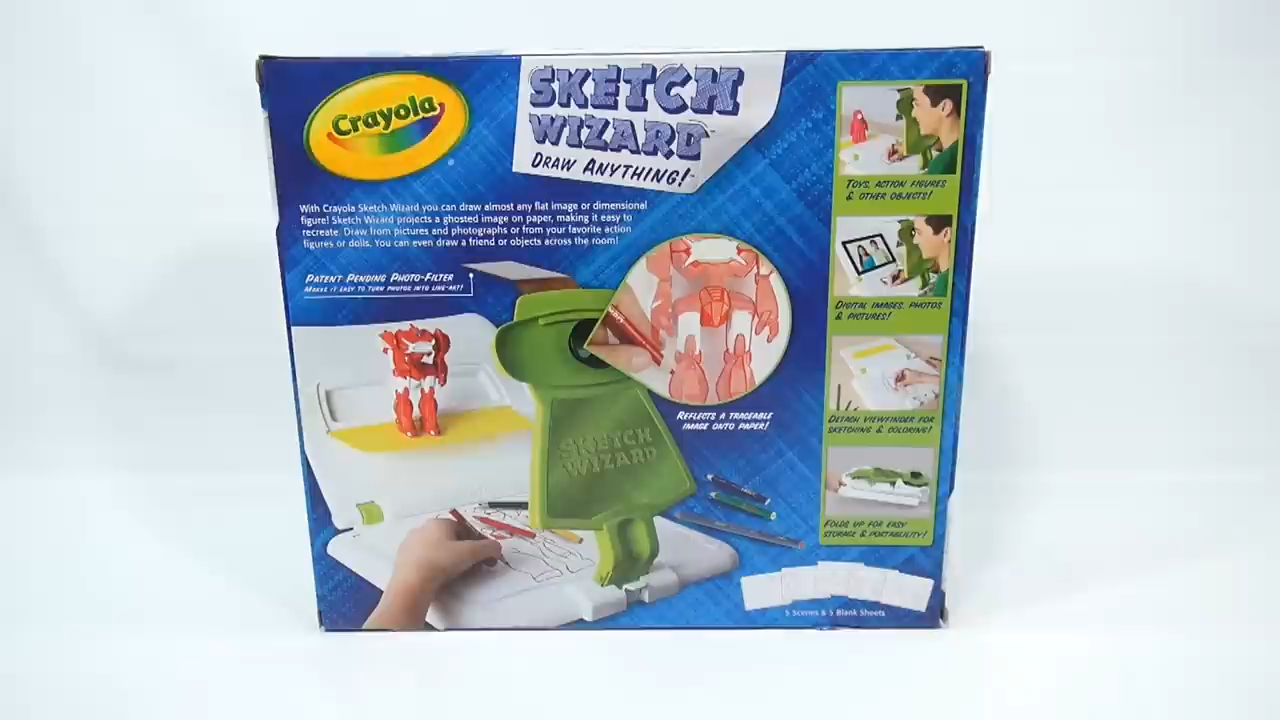 Crayola
SKETCH
WIZARD™
DRAW ANYTHING!™
With Crayola Sketch Wizard you can draw almost any flat image or dimensional
figure! Sketch Wizard projects a ghosted image on paper, making it easy to
recreate. Draw from pictures and photographs or from your favorite action
figures or dolls. You can even draw a friend or objects across the room!
PATENT PENDING PHOTO-FILTER
MAKES IT EASY TO TURN PHOTOS INTO LINE-ART!
REFLECTS A TRACEABLE
IMAGE ONTO PAPER!
SKETCH
WIZARD
TOYS, ACTION FIGURES
& OTHER OBJECTS!
DIGITAL IMAGES, PHOTOS
& PICTURES!
DETACH VIEWFINDER FOR
SKETCHING & COLORING!
FOLDS UP FOR EASY
STORAGE & PORTABILITY!
5 Scenes & 5 Blank Sheets